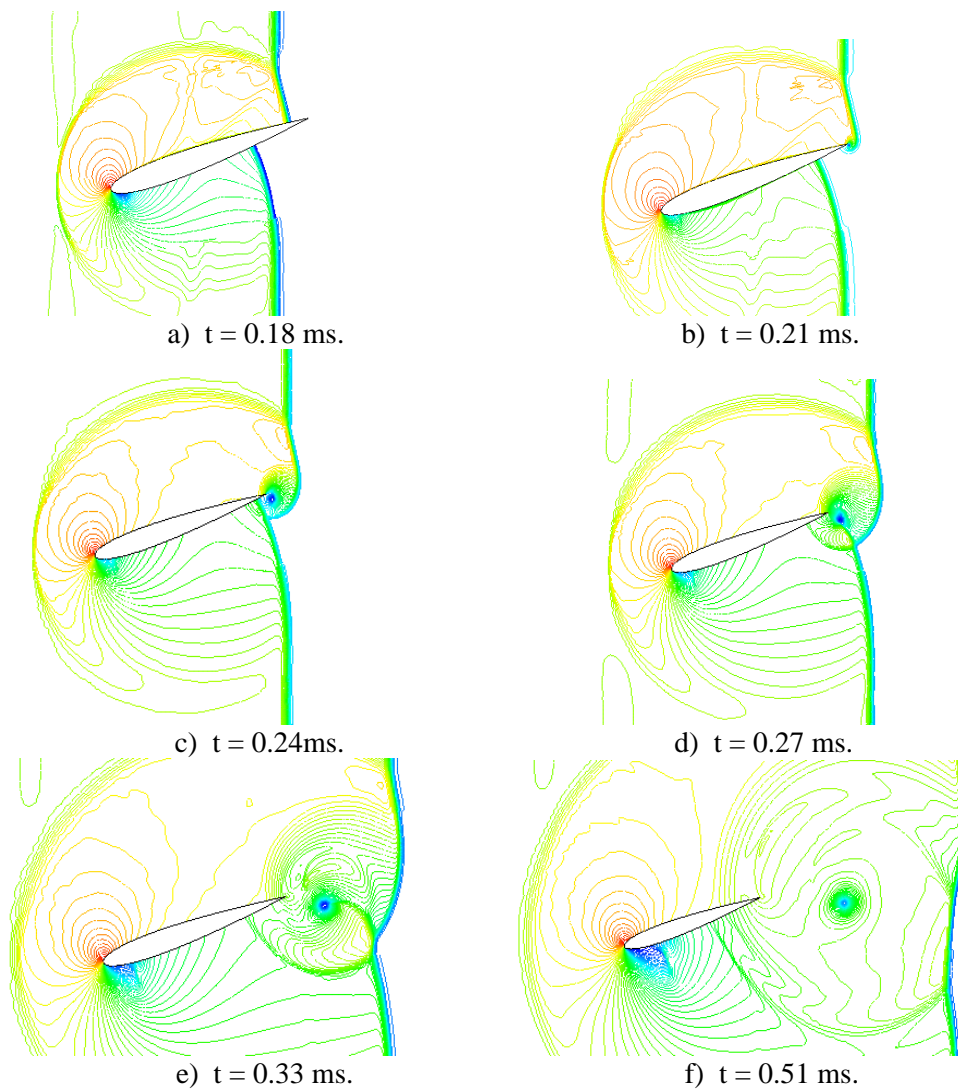 a) t = 0.18 ms.
b) t = 0.21 ms.
c) t = 0.24ms.
d) t = 0.27 ms.
e) t = 0.33 ms.
f) t = 0.51 ms.